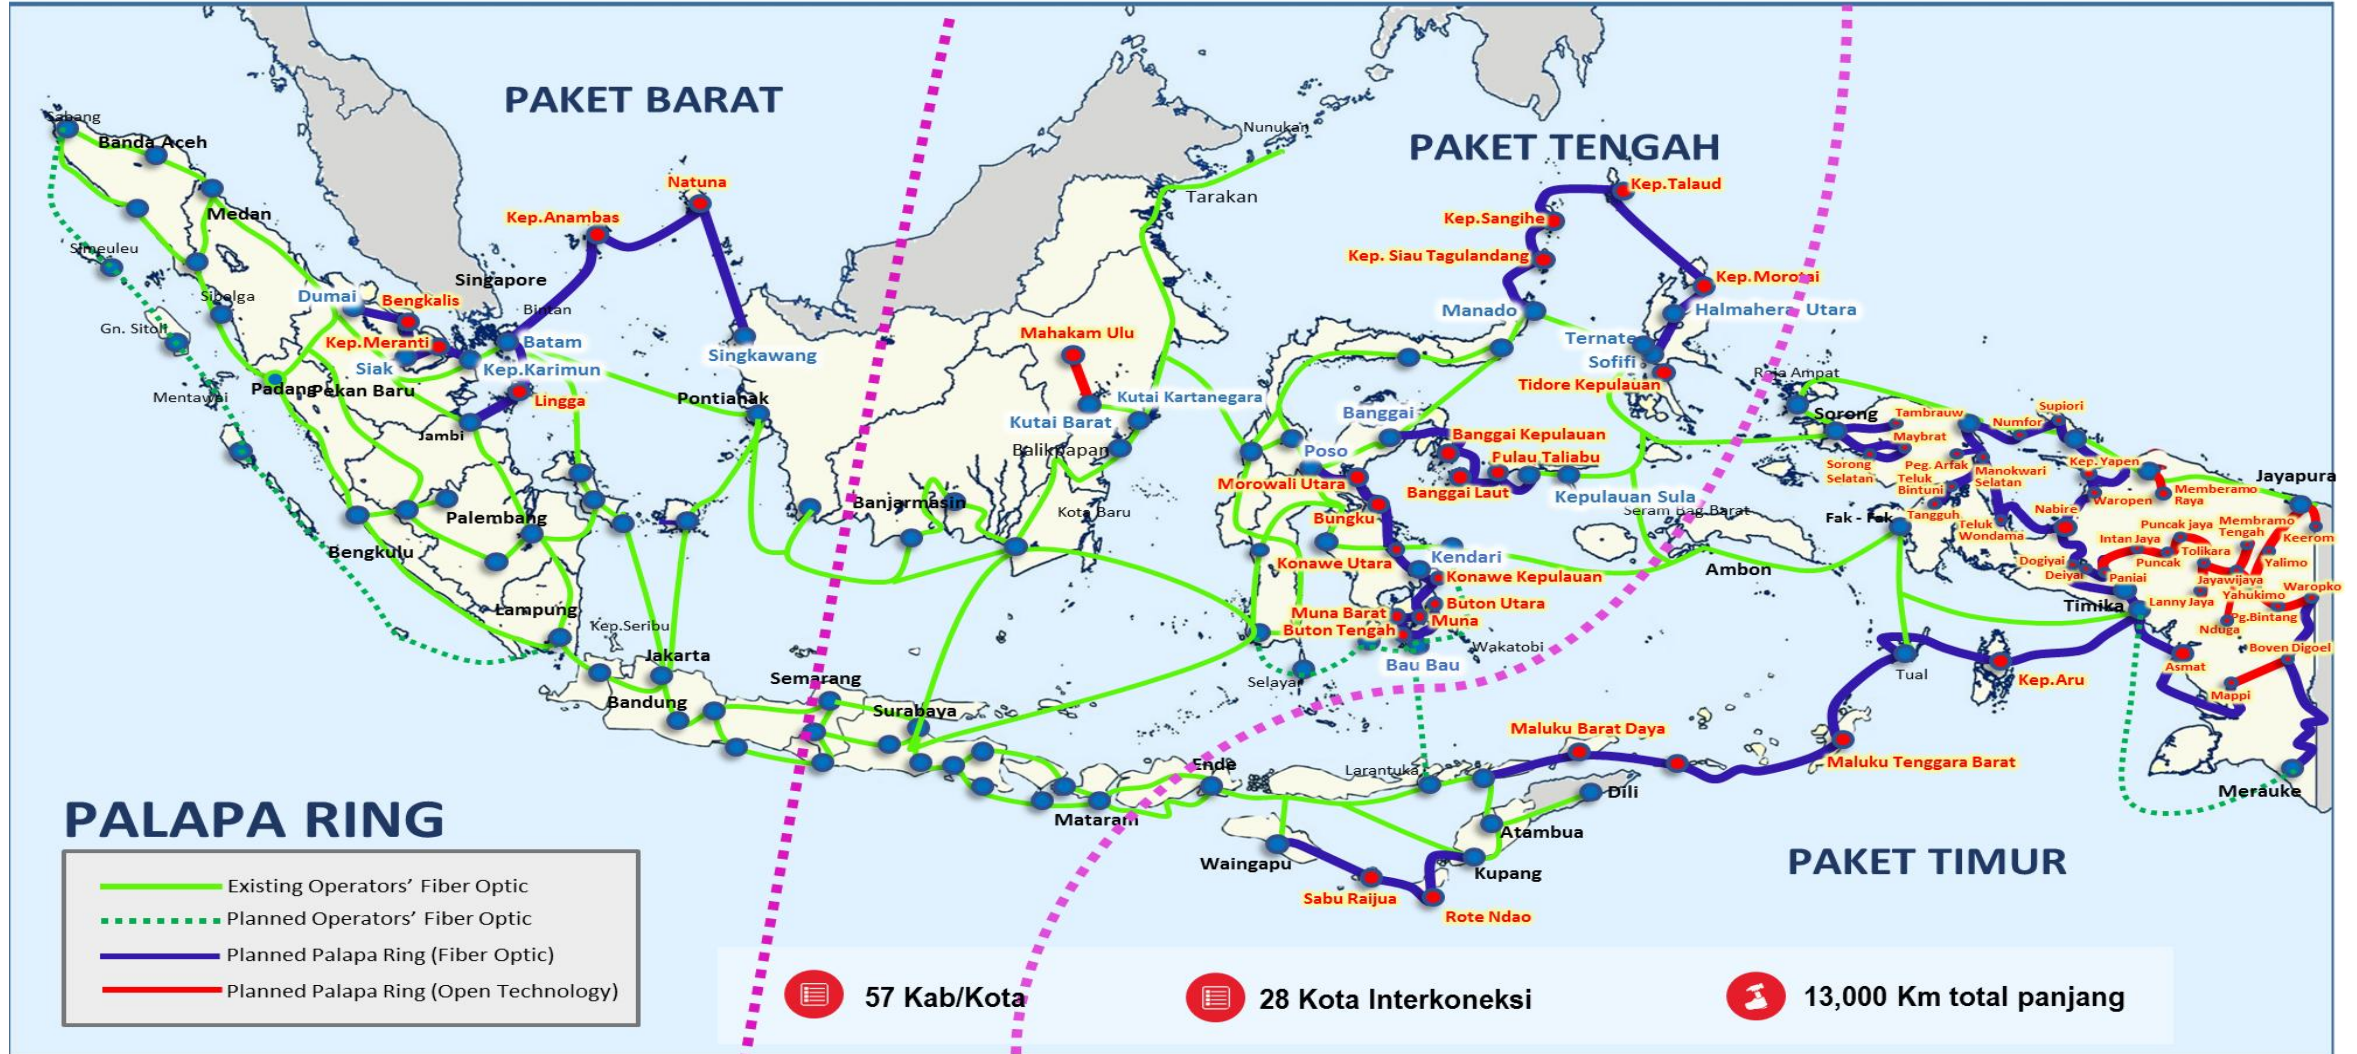 PAKET BARAT
PAKET TENGAH
PAKET TIMUR
Sabang
Banda Aceh
Medan
Simeuleu
Sibolga
Gn. Sitoli
Mentawai
Padang
Pekan Baru
Dumai
Bengkalis
Kep.Meranti
Siak
Singapore
Bintan
Batam
Kep.Karimun
Lingga
Jambi
Kep.Anambas
Natuna
Singkawang
Pontianak
Palembang
Bengkulu
Lampung
Kep.Seribu
Jakarta
Bandung
Semarang
Surabaya
Mataram
Nunukan
Tarakan
Mahakam Ulu
Kutai Kartanegara
Kutai Barat
Balikpapan
Banjarmasin
Kota Baru
Kep.Talaud
Kep.Sangihe
Kep. Siau Tagulandang
Kep.Morotai
Manado
Halmahera Utara
Ternate
Sofifi
Tidore Kepulauan
Banggai
Banggai Kepulauan
Poso
Pulau Taliabu
Morowali Utara
Banggai Laut
Kepulauan Sula
Bungku
Seram Bag Barat
Kendari
Konawe Utara
Konawe Kepulauan
Buton Utara
Muna Barat
Muna
Buton Tengah
Wakatobi
Bau Bau
Selayar
Ambon
Raja Ampat
Sorong
Tambrauw
Numfor
Supiori
Maybrat
Sorong
Selatan
Peg. Arfak
Teluk
Bintuni
Manokwari
Selatan
Kep.Yapen
Waropen
Memberamo
Raya
Jayapura
Fak - Fak
Tangguh
Teluk
Wondama
Nabire
Puncak jaya
Membramo
Tengah
Keerom
Intan Jaya
Puncak
Tolikara
Yalimo
Dogiyai
Deiyai
Paniai
Jayawijaya
Waropko
Timika
Lanny Jaya
Yahukimo
Pg.Bintang
Nduga
Boven Digoel
Asmat
Mappi
Tual
Kep.Aru
Merauke
Maluku Barat Daya
Maluku Tenggara Barat
Ende
Larantuka
Dili
Atambua
Waingapu
Kupang
Sabu Raijua
Rote Ndao
PALAPA RING
Existing Operators’ Fiber Optic
Planned Operators’ Fiber Optic
Planned Palapa Ring (Fiber Optic)
Planned Palapa Ring (Open Technology)
57 Kab/Kota
28 Kota Interkoneksi
13,000 Km total panjang